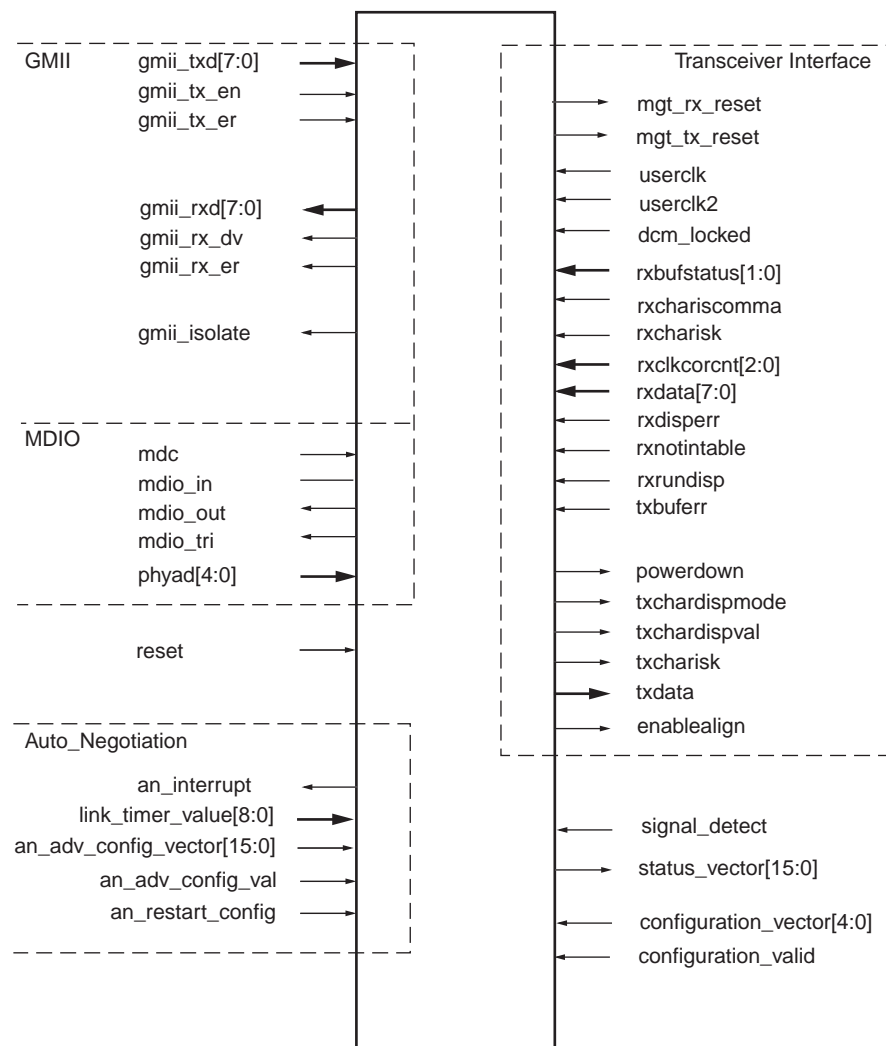 GMII
gmii_txd[7:0]
gmii_tx_en
gmii_tx_er
gmii_rxd[7:0]
gmii_rx_dv
gmii_rx_er
gmii_isolate
MDIO
mdc
mdio_in
mdio_out
mdio_tri
phyad[4:0]
reset
Auto_Negotiation
an_interrupt
link_timer_value[8:0]
an_adv_config_vector[15:0]
an_adv_config_val
an_restart_config
Transceiver Interface
mgt_rx_reset
mgt_tx_reset
userclk
userclk2
dcm_locked
rxbufstatus[1:0]
rxchariscomma
rxcharisk
rxclkcorcnt[2:0]
rxdata[7:0]
rxdisperr
rxnotintable
rxrundisp
txbuferr
powerdown
txchardispmode
txchardispval
txcharisk
txdata
enablealign
signal_detect
status_vector[15:0]
configuration_vector[4:0]
configuration_valid